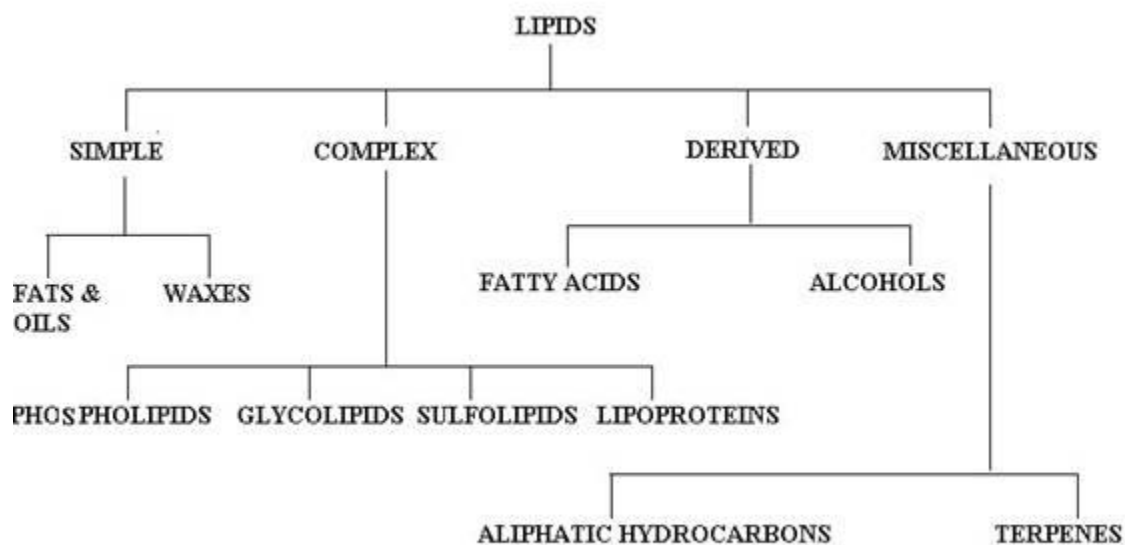 LIPIDS
SIMPLE COMPLEX DERIVED MISCELLANEOUS
FATS & OILS WAXES FATTY ACIDS ALCOHOLS
PHOSPHOLIPIDS GLYCOLIPIDS SULFOLIPIDS LIPOPROTEINS
ALIPHATIC HYDROCARBONS TERPENES